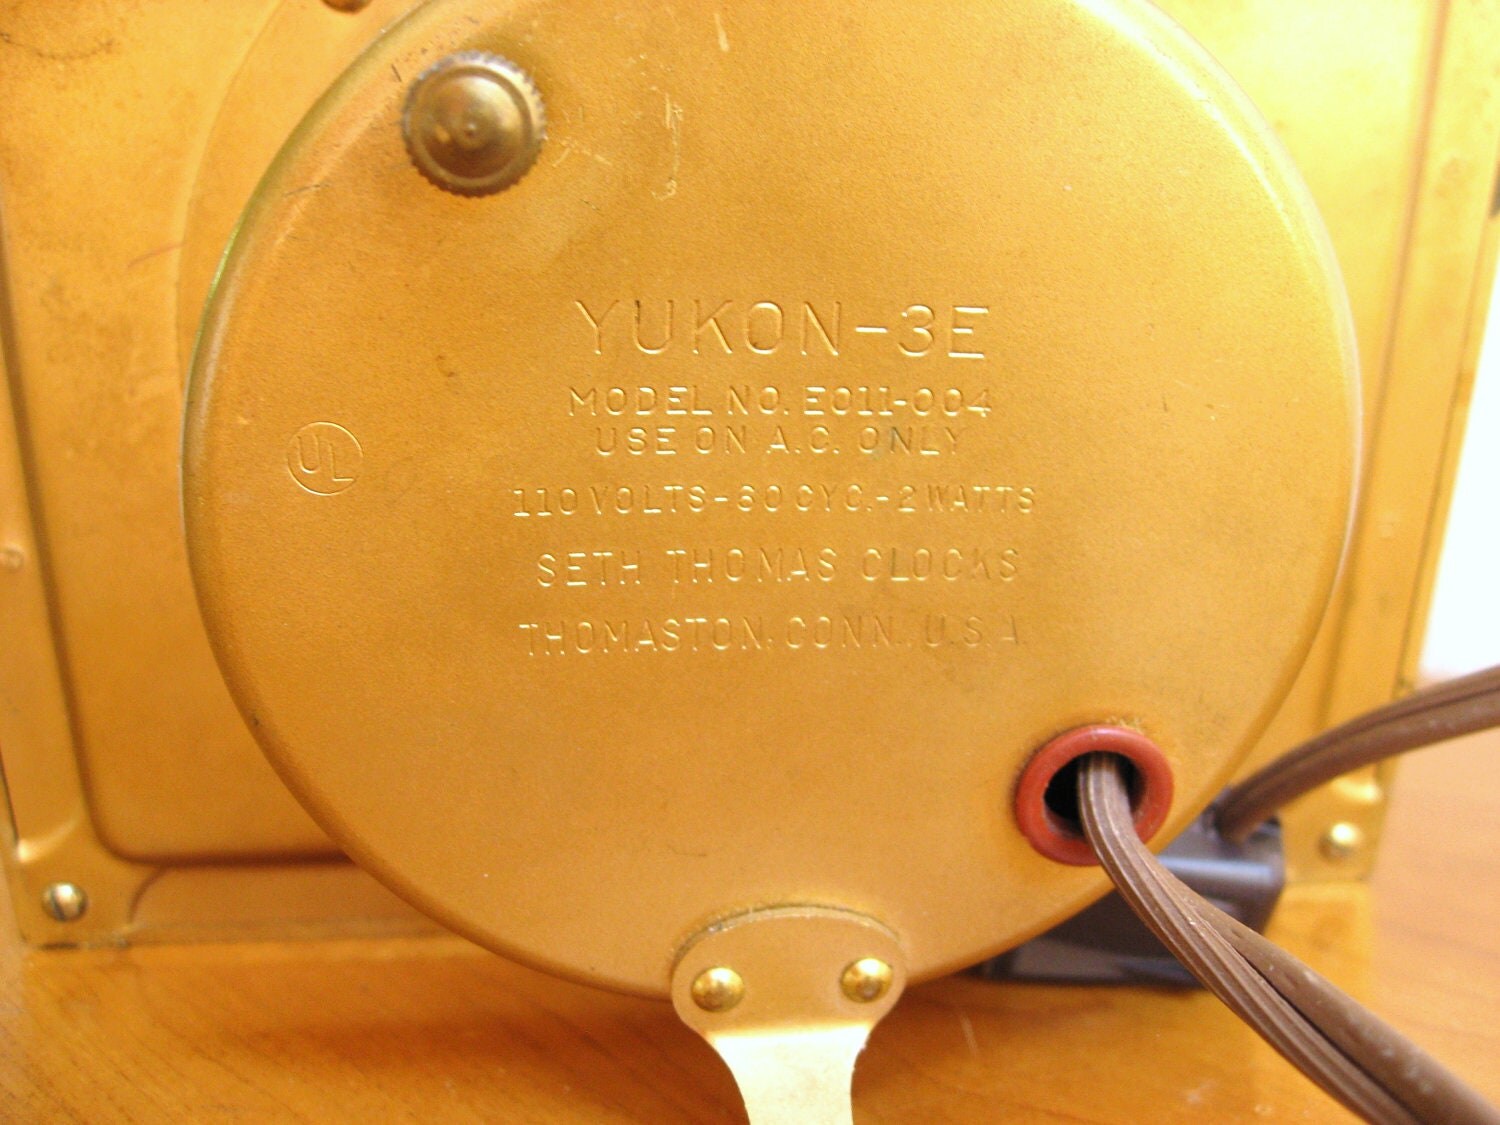 YUKON-3E
MODEL NO. E011-004
USE ON A.C. ONLY
UL
110 VOLTS-60 CYC.-2 WATTS
SETH THOMAS CLOCKS
THOMASTON, CONN. U.S.A.